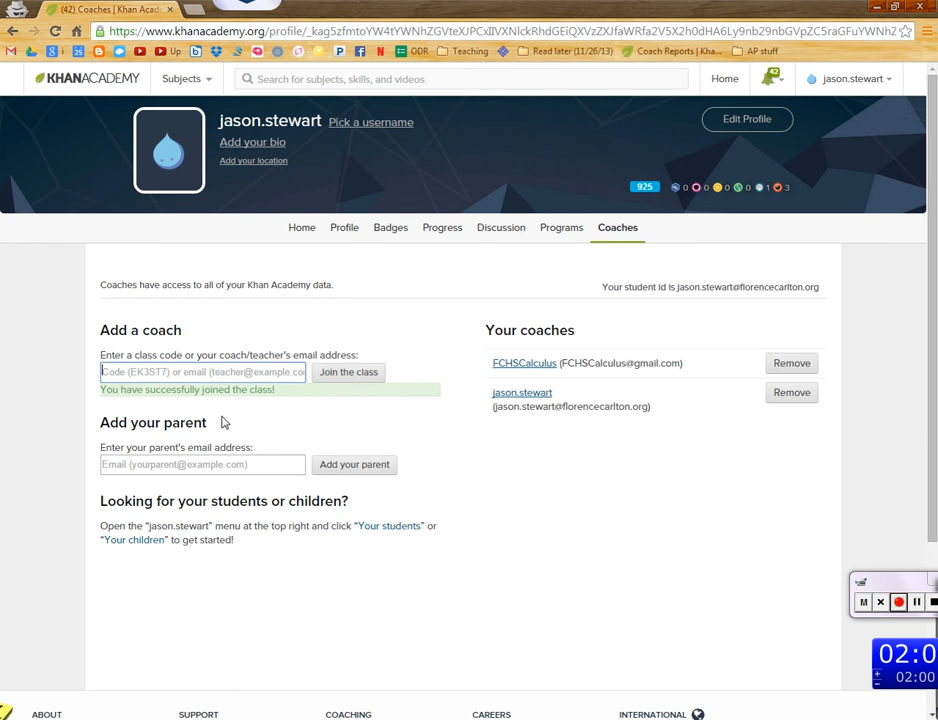 (42) Coaches | Khan Acad
https://www.khanacademy.org/profile/
Up
ODR
Teaching
Read later (11/26/13)
Coach Reports | Kha...
AP stuff
KHANACADEMY
Subjects
Search for subjects, skills, and videos
Home
42
jason.stewart
jason.stewart Pick a username
Add your bio
Add your location
Edit Profile
925 0 0 0 0 1 3
Home Profile Badges Progress Discussion Programs Coaches
Coaches have access to all of your Khan Academy data.
Your student id is jason.stewart@florencecarlton.org
Add a coach
Enter a class code or your coach/teacher's email address:
Code (EK3ST7) or email (teacher@example.co
Join the class
You have successfully joined the class!
Your coaches
FCHSCalculus (FCHSCalculus@gmail.com)
Remove
jason.stewart
(jason.stewart@florencecarlton.org)
Remove
Add your parent
Enter your parent's email address:
Email (yourparent@example.com)
Add your parent
Looking for your students or children?
Open the "jason.stewart" menu at the top right and click "Your students" or
"Your children" to get started!
M
02:0
02:00
ABOUT SUPPORT COACHING CAREERS INTERNATIONAL